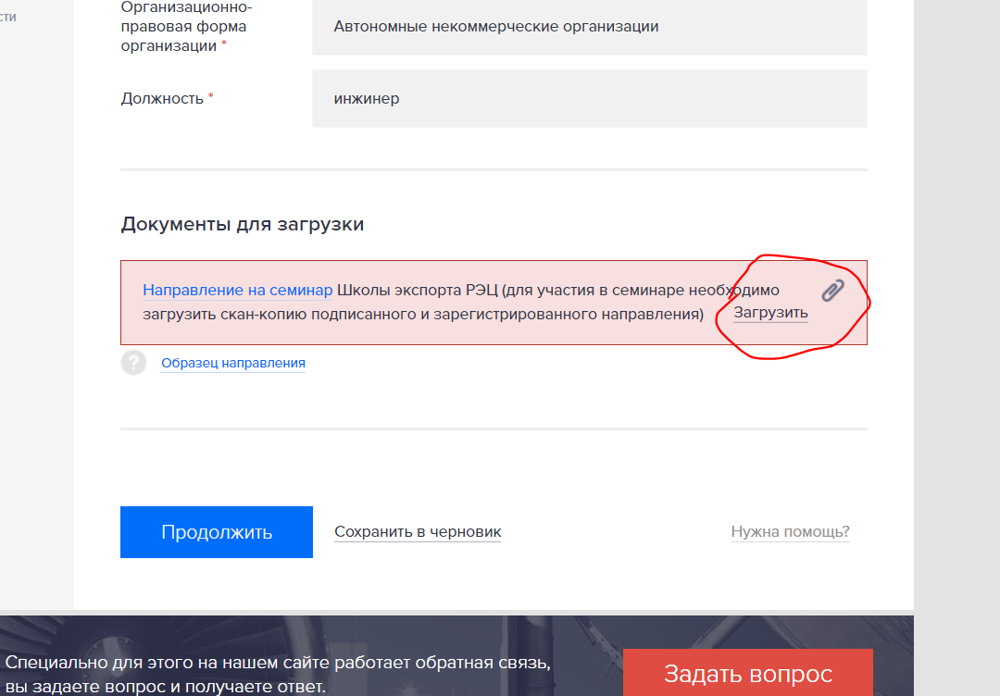 сти
Организационно-
правовая форма
организации *
Автономные некоммерческие организации
Должность *
инжинер
Документы для загрузки
Направление на семинар Школы экспорта РЭЦ (для участия в семинаре необходимо
загрузить скан-копию подписанного и зарегистрированного направления)
Загрузить
? Образец направления
Продолжить
Сохранить в черновик
Нужна помощь?
Специально для этого на нашем сайте работает обратная связь,
вы задаете вопрос и получаете ответ.
Задать вопрос